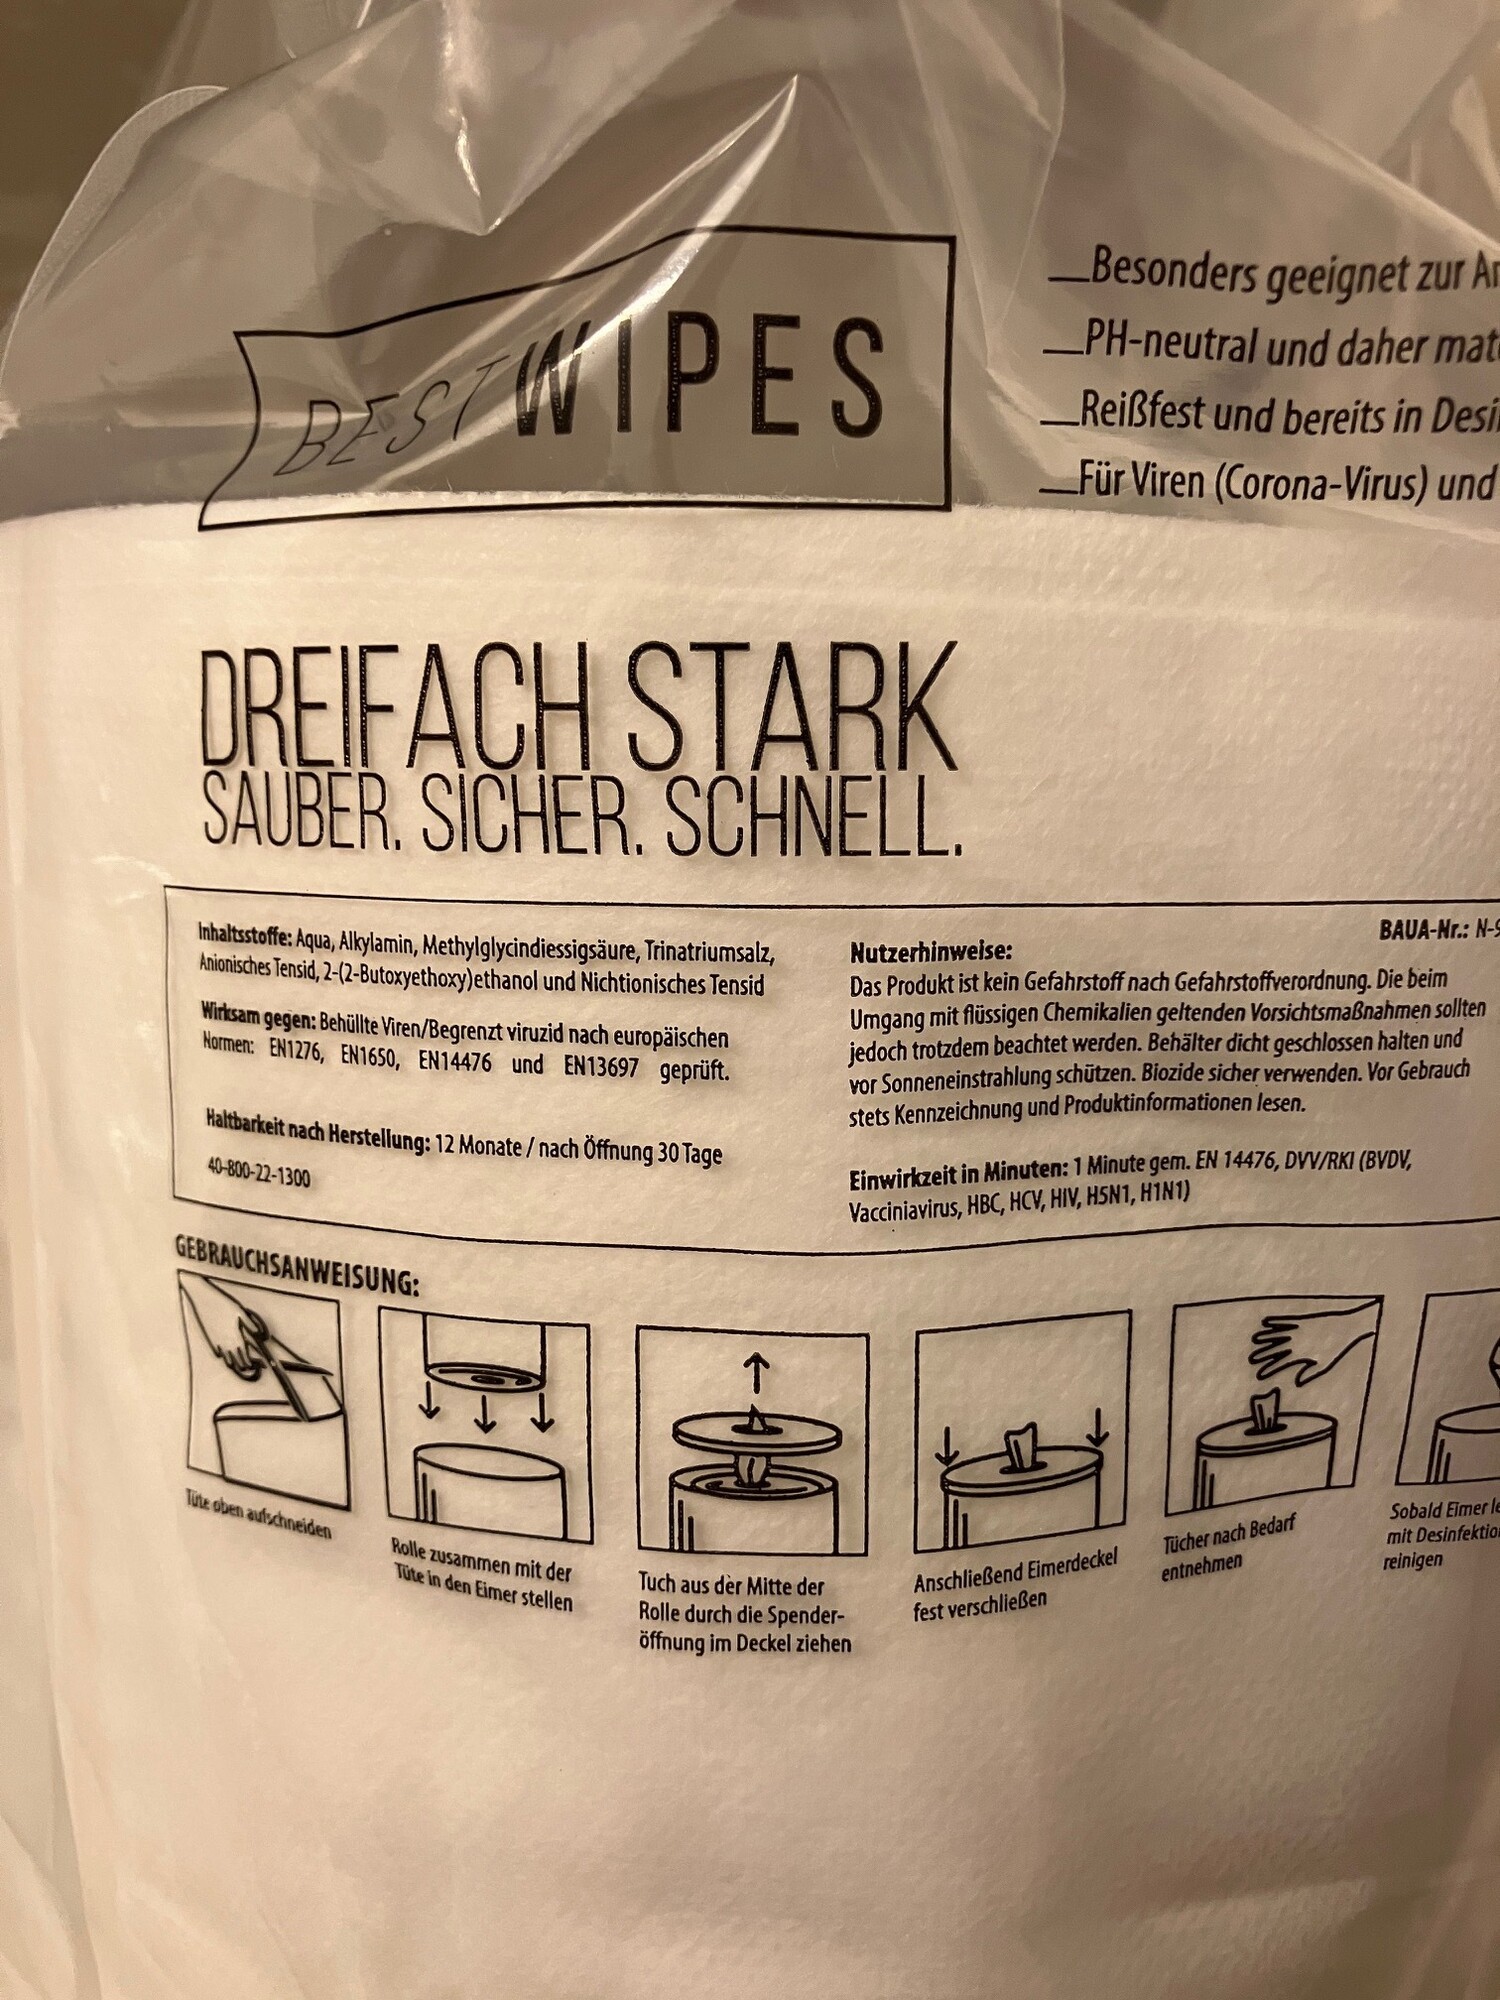 BESTWIPES
Besonders geeignet zur
PH-neutral und daher
Reißfest und bereits in
Für Viren (Corona-Virus) und
DREIFACH STARK
SAUBER. SICHER. SCHNELL.
Inhaltsstoffe: Aqua, Alkylamin, Methylglycindiessigsäure, Trinatriumsalz,
Anionisches Tensid, 2-(2-Butoxyethoxy)ethanol und Nichtionisches Tensid
Wirksam gegen: Behüllte Viren/Begrenzt viruzid nach europäischen
Normen: EN1276, EN1650, EN14476 und EN13697 geprüft.
Haltbarkeit nach Herstellung: 12 Monate / nach Öffnung 30 Tage
40-800-22-1300
BAUA-Nr.:
Nutzerhinweise:
Das Produkt ist kein Gefahrstoff nach Gefahrstoffverordnung. Die beim
Umgang mit flüssigen Chemikalien geltenden Vorsichtsmaßnahmen sollten
jedoch trotzdem beachtet werden. Behälter dicht geschlossen halten und
vor Sonneneinstrahlung schützen. Biozide sicher verwenden. Vor Gebrauch
stets Kennzeichnung und Produktinformationen lesen.
Einwirkzeit in Minuten: 1 Minute gem. EN 14476, DVV/RKI (BVDV,
Vacciniavirus, HBC, HCV, HIV, H5N1, H1N1)
GEBRAUCHSANWEISUNG:
Tüte oben aufschneiden
Rolle zusammen mit der
Tüte in den Eimer stellen
Tuch aus der Mitte der
Rolle durch die Spender-
öffnung im Deckel ziehen
Anschließend Eimerdeckel
fest verschließen
Tücher nach Bedarf
entnehmen
Sobald Eimer
mit
reinigen